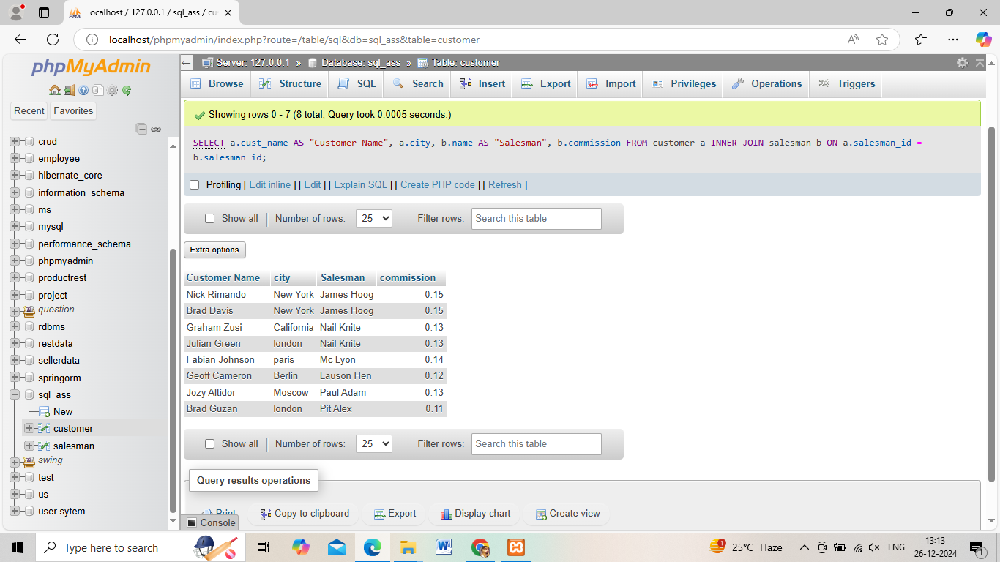 localhost / 127.0.0.1 / sql_ass / cu
localhost/phpmyadmin/index.php?route=/table/sql&db=sql_ass&table=customer
phpMyAdmin
Recent Favorites
crud
employee
hibernate_core
information_schema
ms
mysql
performance_schema
phpmyadmin
productrest
project
question
rdbms
restdata
sellerdata
springorm
sql_ass
New
customer
salesman
swing
test
us
user sytem
Server: 127.0.0.1 » Database: sql_ass » Table: customer
Browse Structure SQL Search Insert Export Import Privileges Operations Triggers
Showing rows 0 - 7 (8 total, Query took 0.0005 seconds.)
SELECT a.cust_name AS "Customer Name", a.city, b.name AS "Salesman", b.commission FROM customer a INNER JOIN salesman b ON a.salesman_id =
b.salesman_id;
Profiling [ Edit inline ] [ Edit ] [ Explain SQL ] [ Create PHP code ] [ Refresh ]
Show all Number of rows: 25 Filter rows: Search this table
Extra options
Customer Name city Salesman commission
Nick Rimando New York James Hoog 0.15
Brad Davis New York James Hoog 0.15
Graham Zusi California Nail Knite 0.13
Julian Green london Nail Knite 0.13
Fabian Johnson paris Mc Lyon 0.14
Geoff Cameron Berlin Lauson Hen 0.12
Jozy Altidor Moscow Paul Adam 0.13
Brad Guzan london Pit Alex 0.11
Show all Number of rows: 25 Filter rows: Search this table
Query results operations
Print Copy to clipboard Export Display chart Create view
Console
Type here to search
1 25°C Haze ENG 13:13
26-12-2024 1